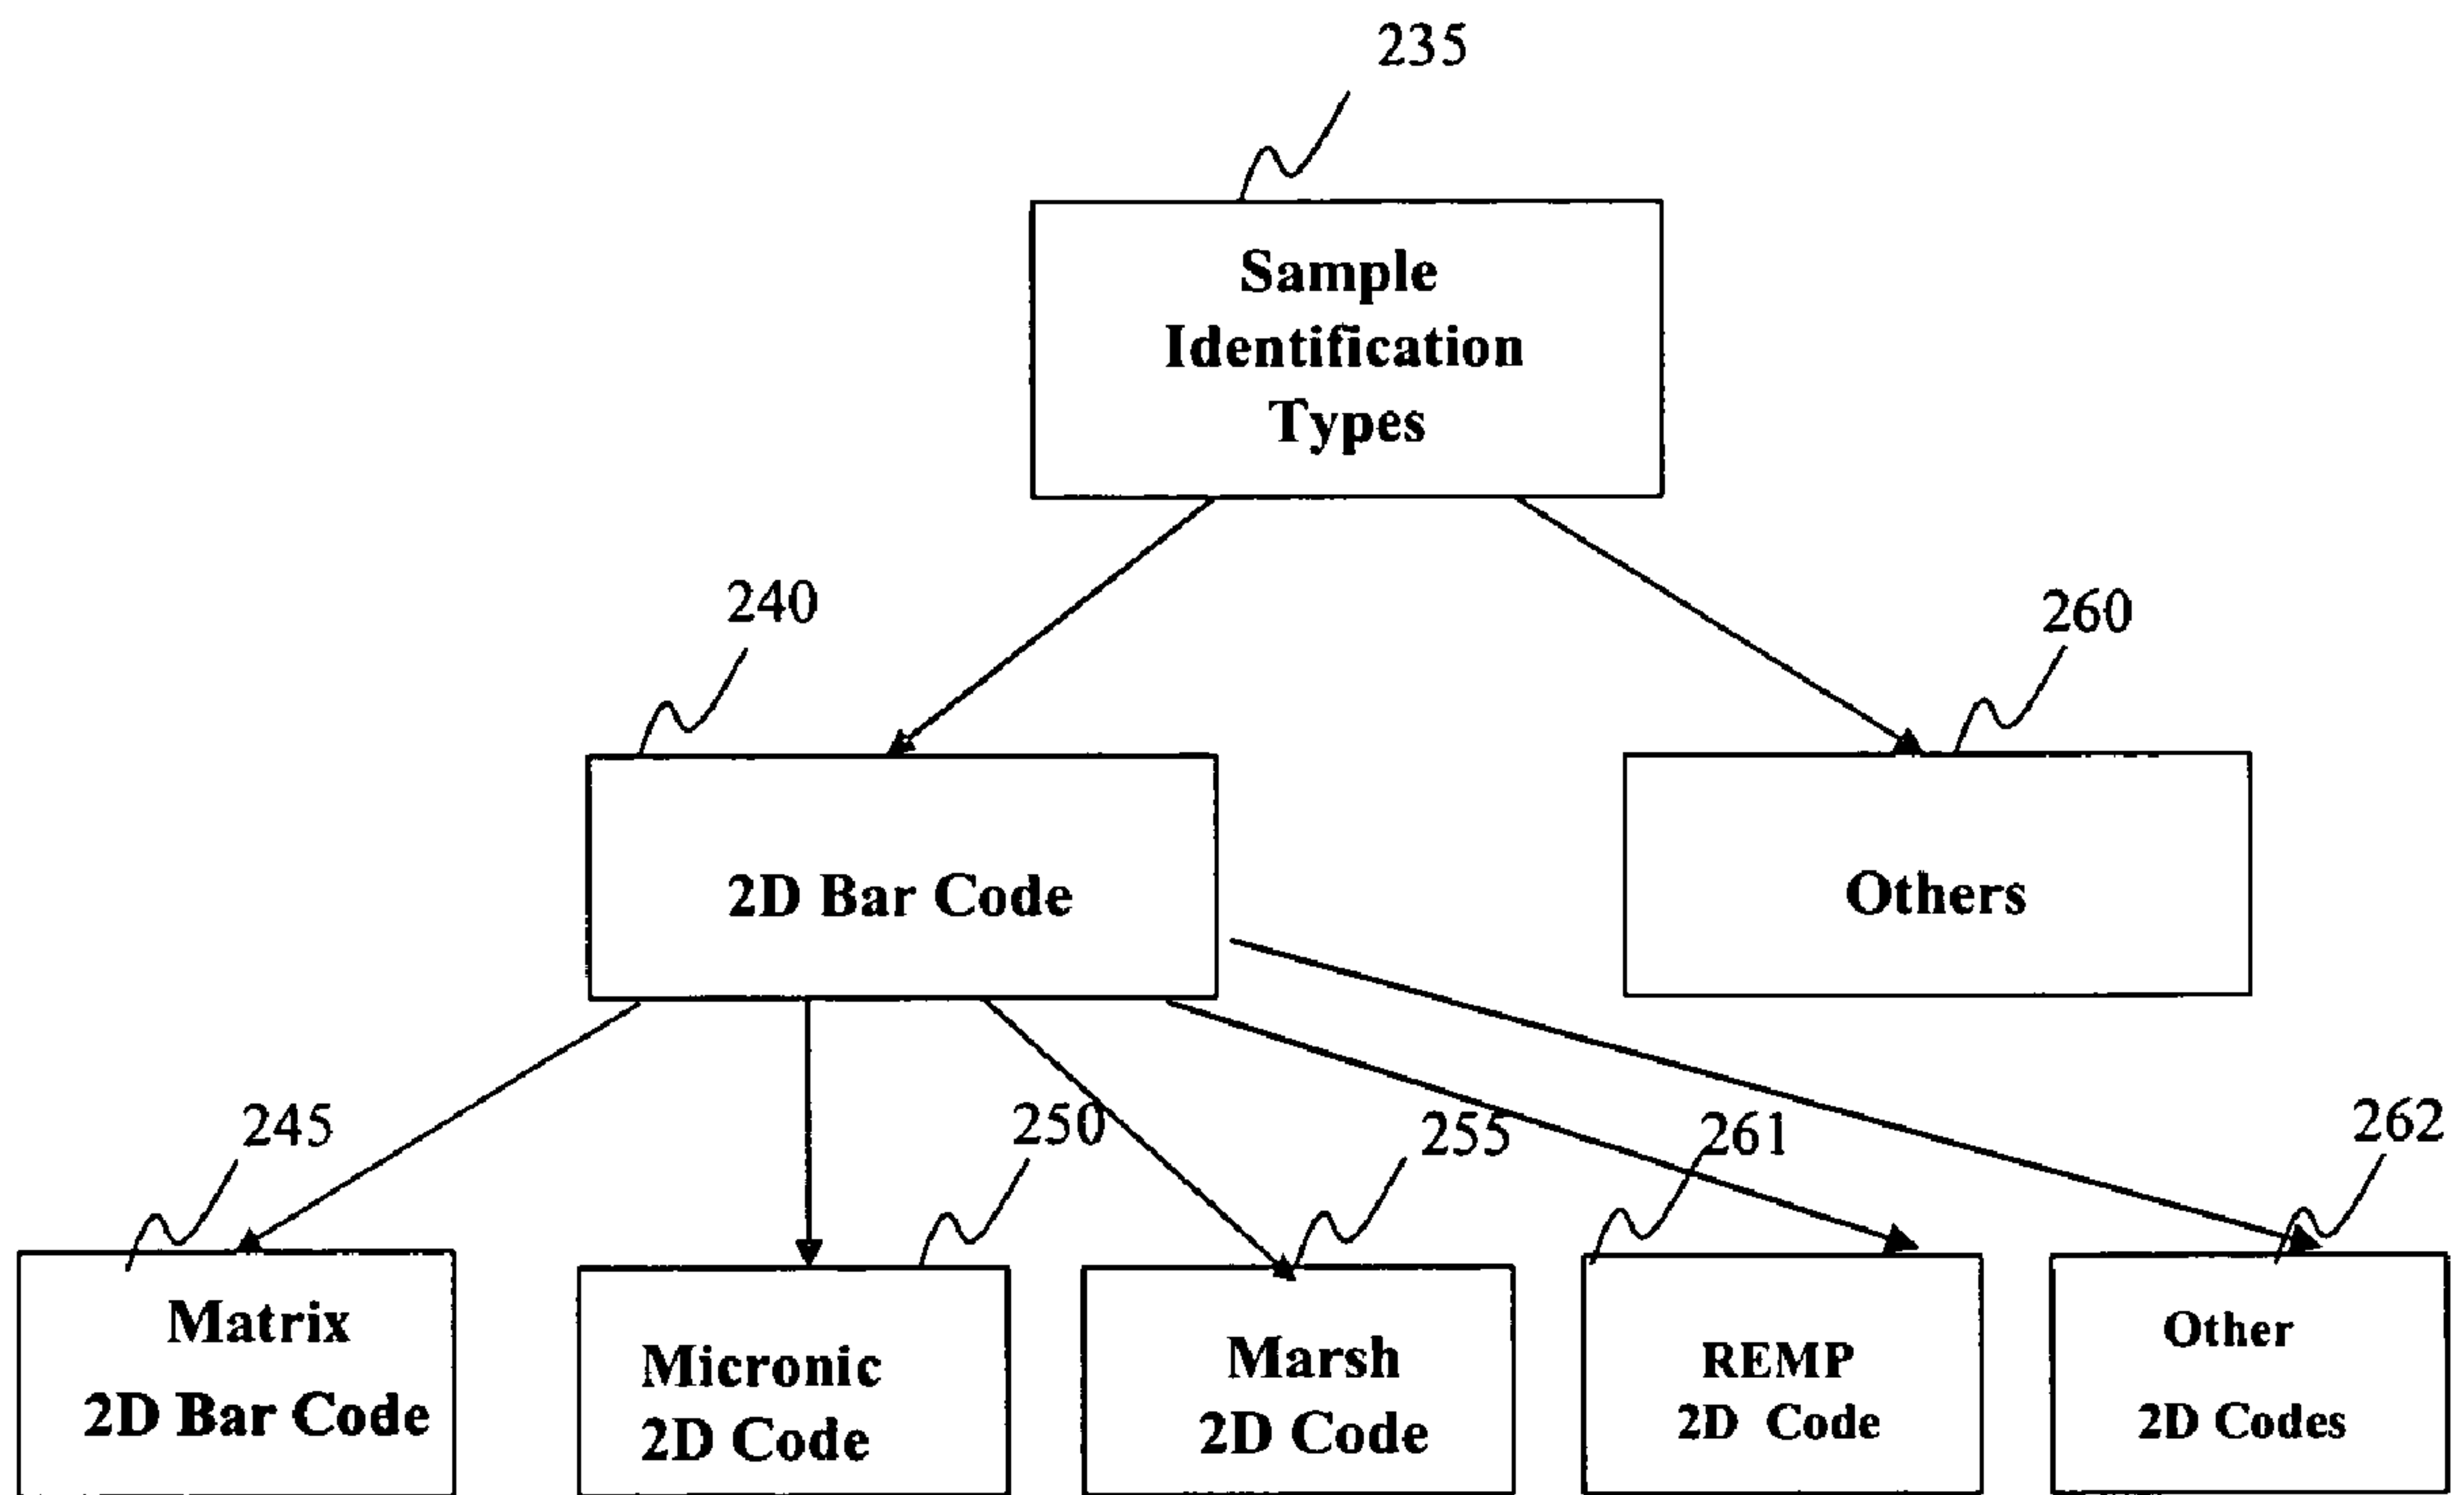 235
Sample
Identification
Types
240
260
2D Bar Code
Others
245
250
255
261
262
Matrix
2D Bar Code
Micronic
2D Code
Marsh
2D Code
REMP
2D Code
Other
2D Codes